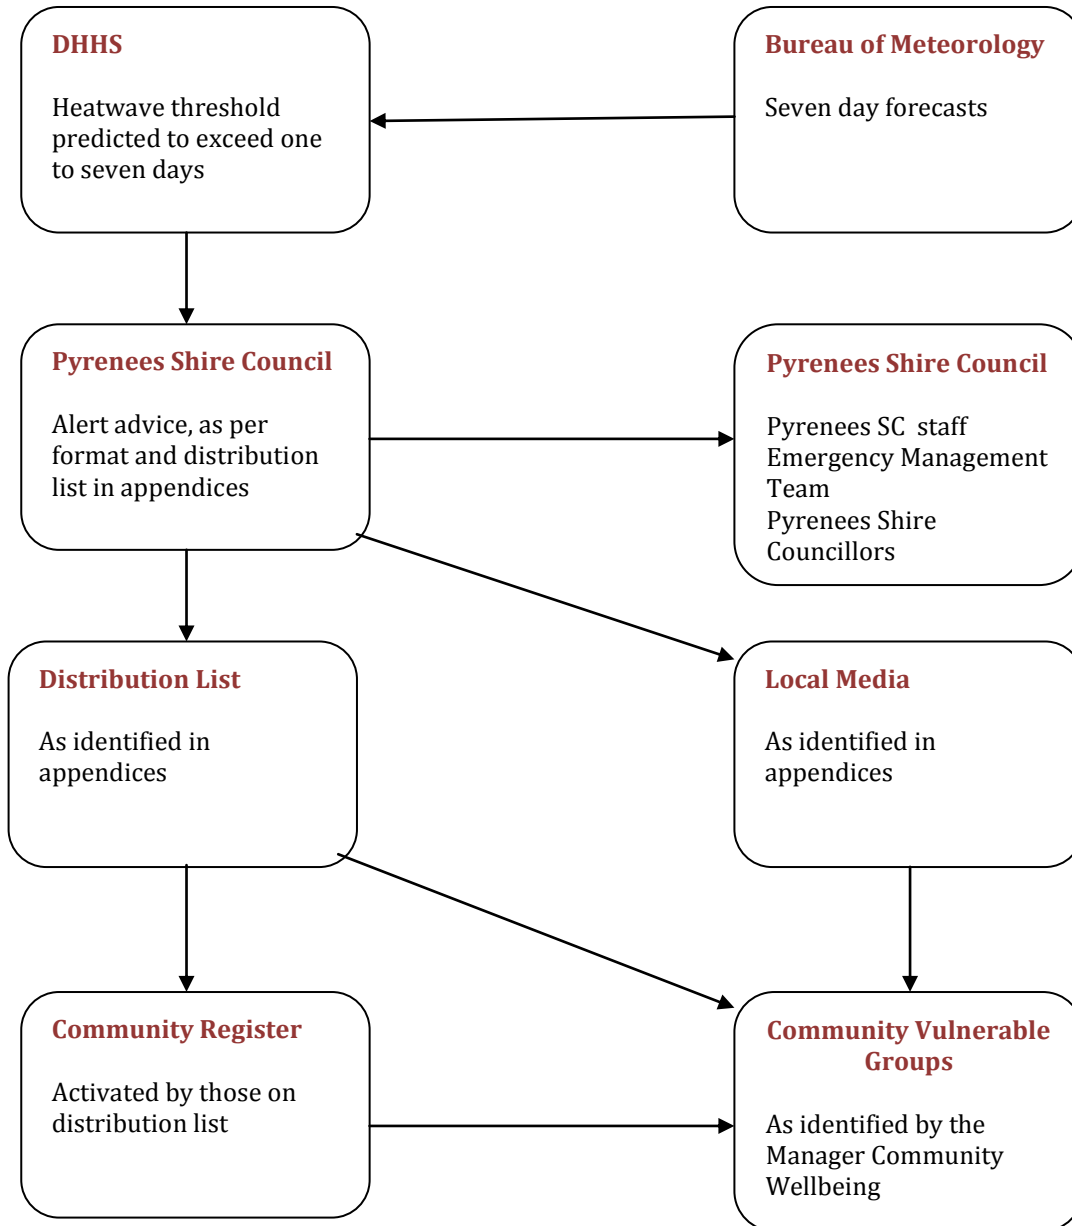 DHHS
Heatwave threshold
predicted to exceed one
to seven days
Bureau of Meteorology
Seven day forecasts
Pyrenees Shire Council
Alert advice, as per
format and distribution
list in appendices
Pyrenees Shire Council
Pyrenees SC  staff
Emergency Management
Team
Pyrenees Shire
Councillors
Distribution List
As identified in
appendices
Local Media
As identified in
appendices
Community Register
Activated by those on
distribution list
Community Vulnerable
Groups
As identified by the
Manager Community
Wellbeing